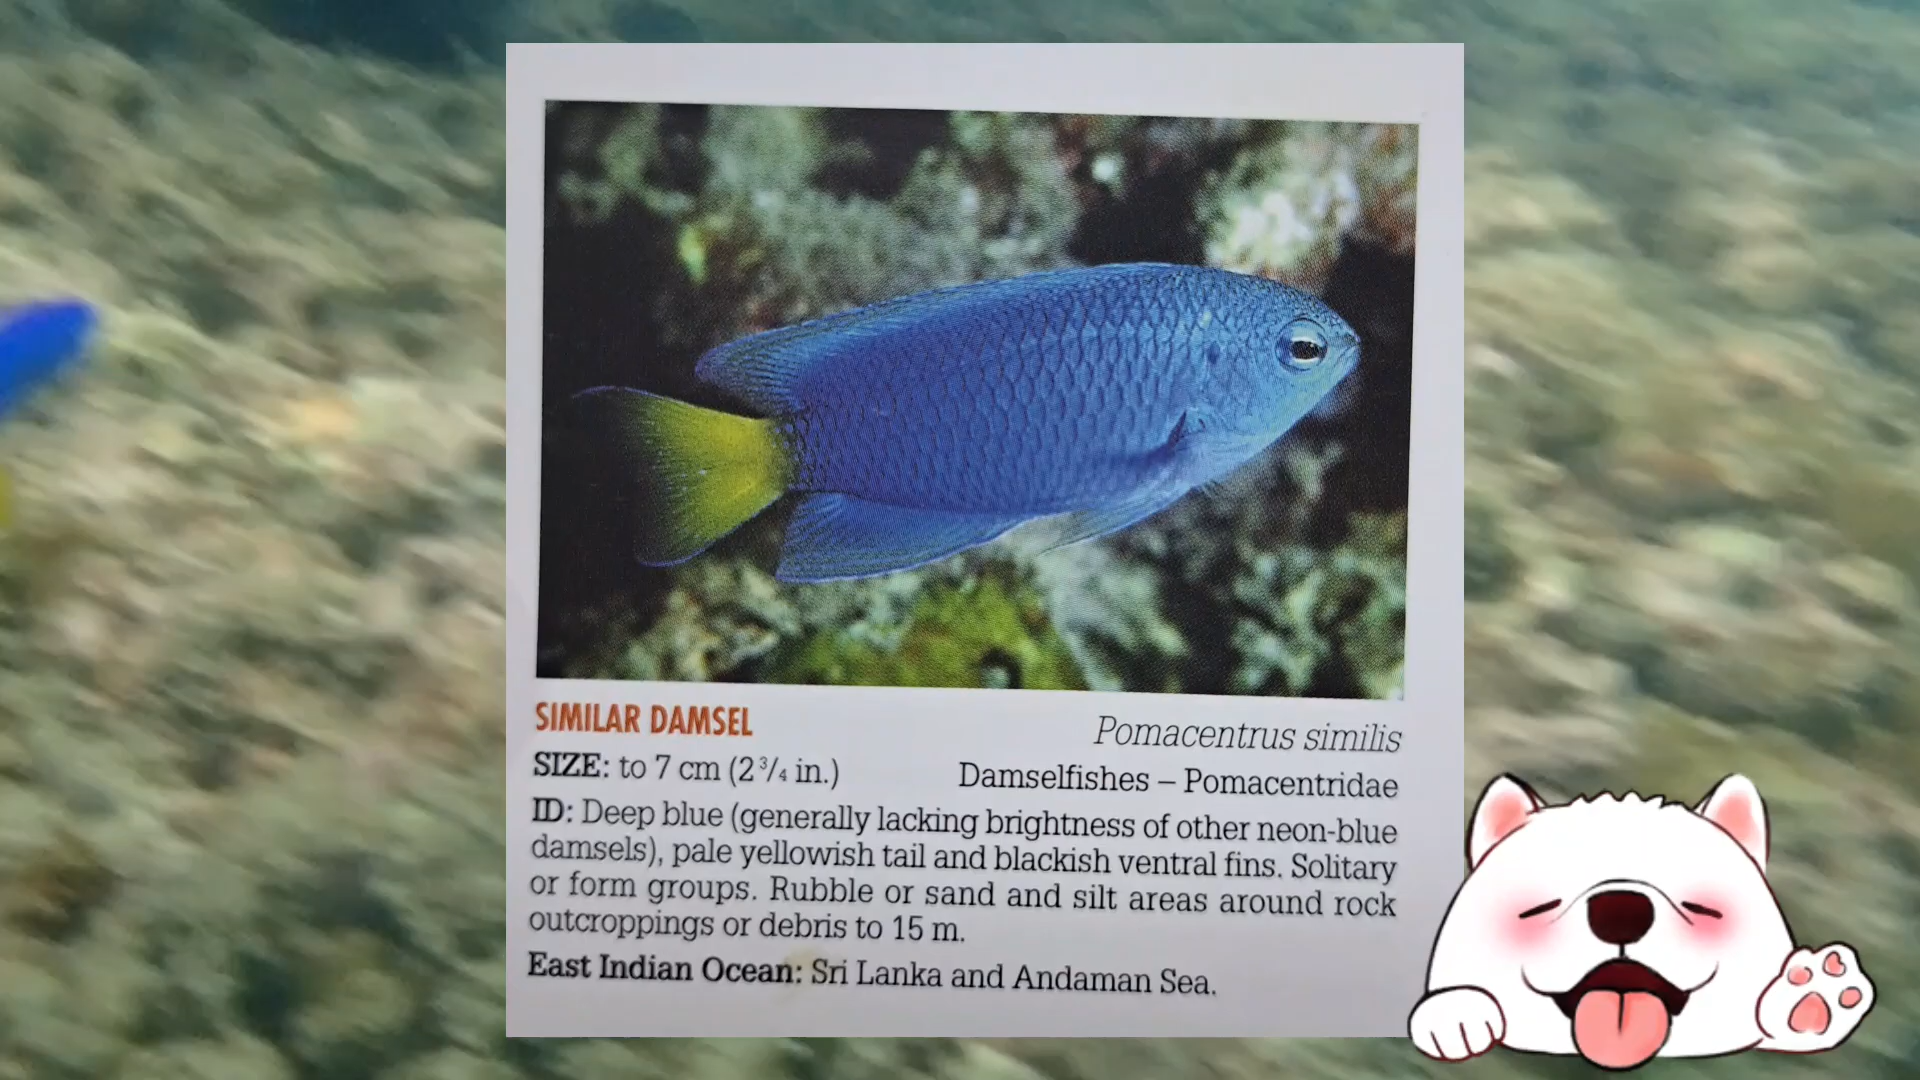 SIMILAR DAMSEL
Pomacentrus similis
SIZE: to 7 cm (2 3/4 in.)
Damselfishes – Pomacentridae
ID: Deep blue (generally lacking brightness of other neon-blue
damsels), pale yellowish tail and blackish ventral fins. Solitary
or form groups. Rubble or sand and silt areas around rock
outcroppings or debris to 15 m.
East Indian Ocean: Sri Lanka and Andaman Sea.